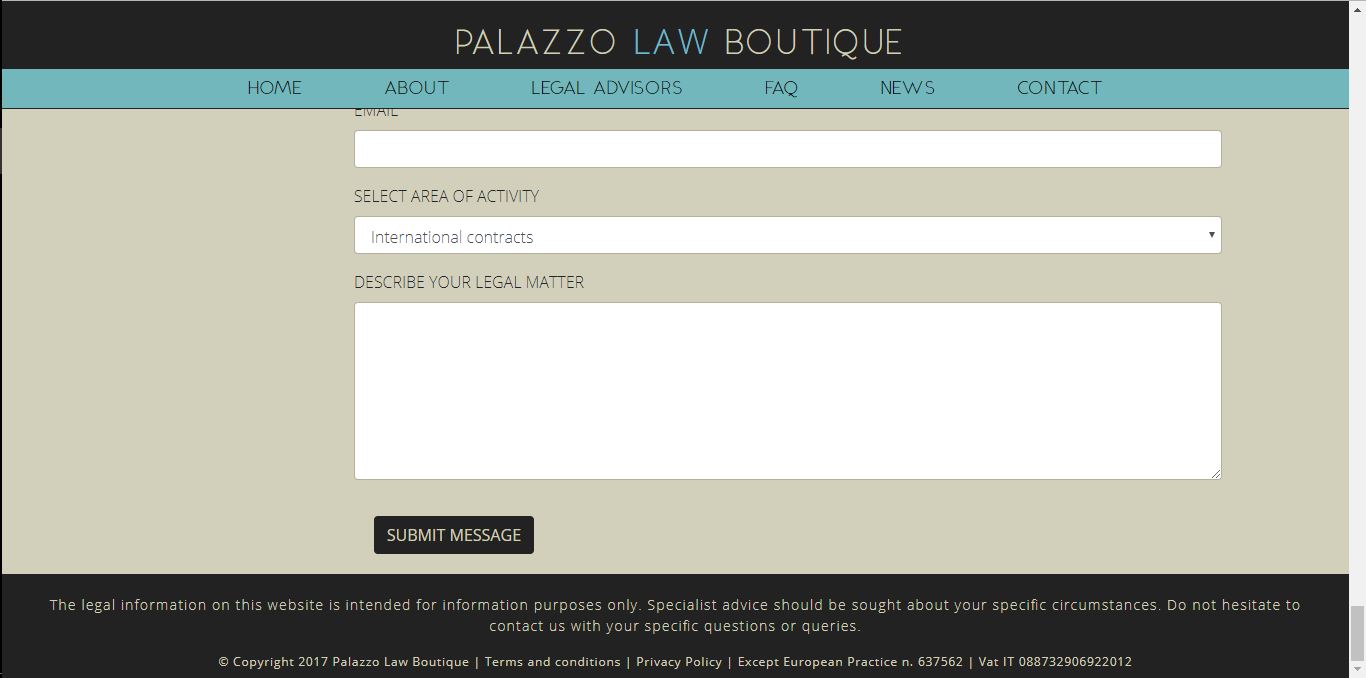 PALAZZO LAW BOUTIQUE
HOME ABOUT LEGAL ADVISORS FAQ NEWS CONTACT
EMAIL
SELECT AREA OF ACTIVITY
International contracts
DESCRIBE YOUR LEGAL MATTER
SUBMIT MESSAGE
The legal information on this website is intended for information purposes only. Specialist advice should be sought about your specific circumstances. Do not hesitate to
contact us with your specific questions or queries.
© Copyright 2017 Palazzo Law Boutique | Terms and conditions | Privacy Policy | Except European Practice n. 637562 | Vat IT 088732906922012